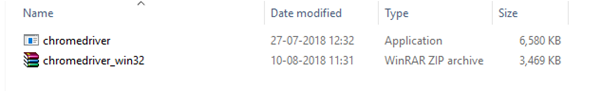 Name Date modified Type Size
chromedriver 27-07-2018 12:32 Application 6,580 KB
chromedriver_win32 10-08-2018 11:31 WinRAR ZIP archive 3,469 KB